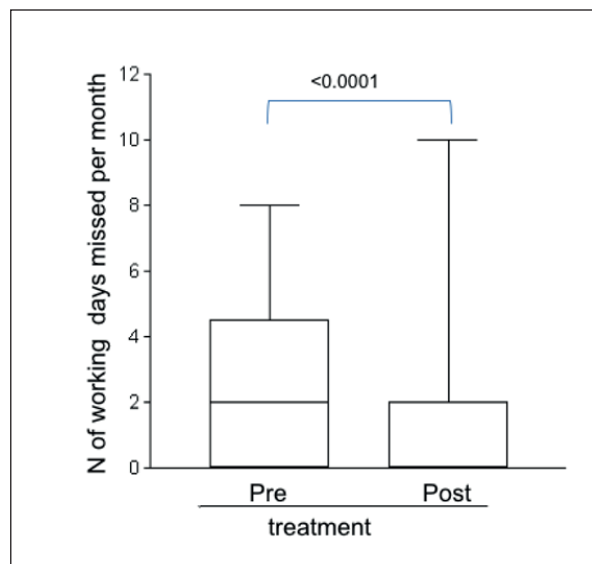 <0.0001
N of working days missed per month
12
10
8
6
4
2
0
Pre Post
treatment